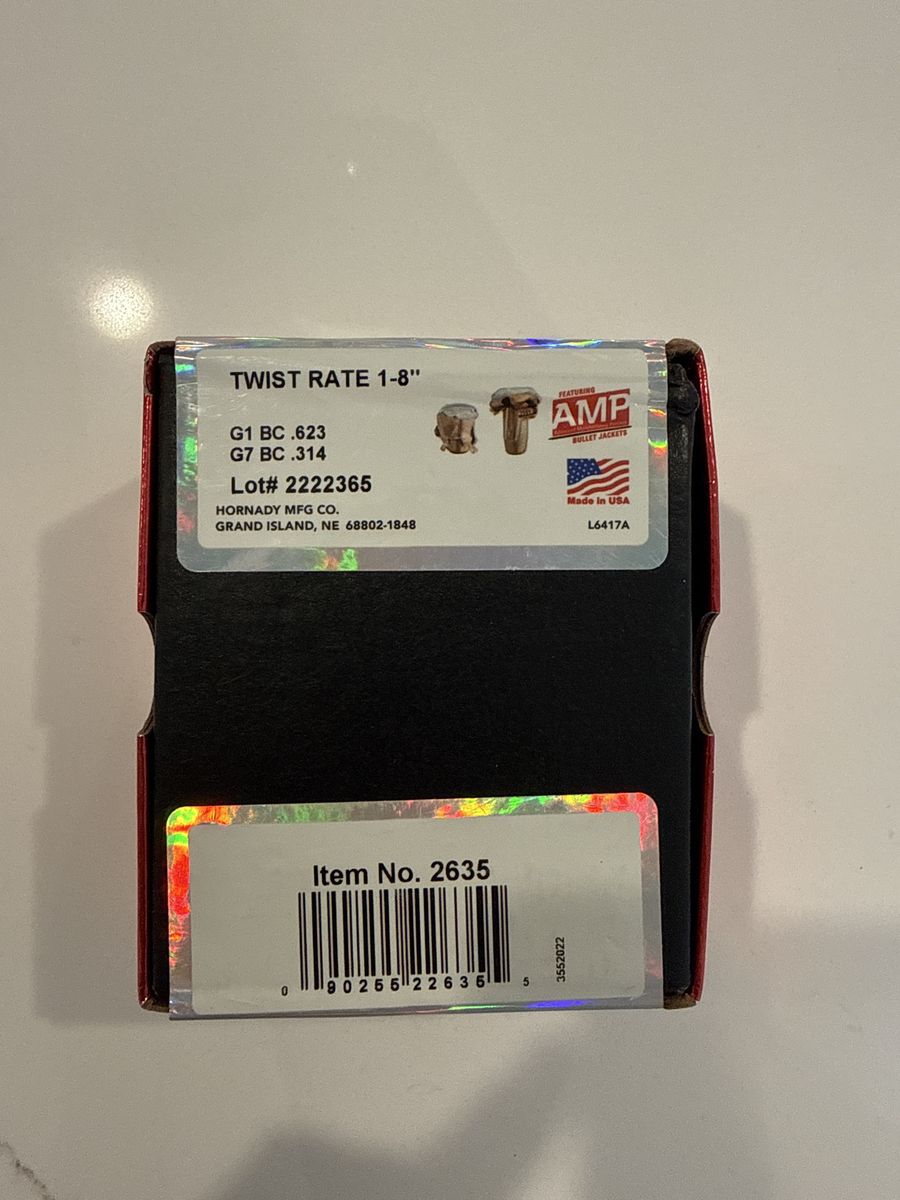 TWIST RATE 1-8"
G1 BC .623
G7 BC .314
Lot# 2222365
HORNADY MFG CO.
GRAND ISLAND, NE 68802-1848
FEATURING
AMP
BULLET JACKETS
Made in USA
L6417A
Item No. 2635
0 90255 22635 5
3552022